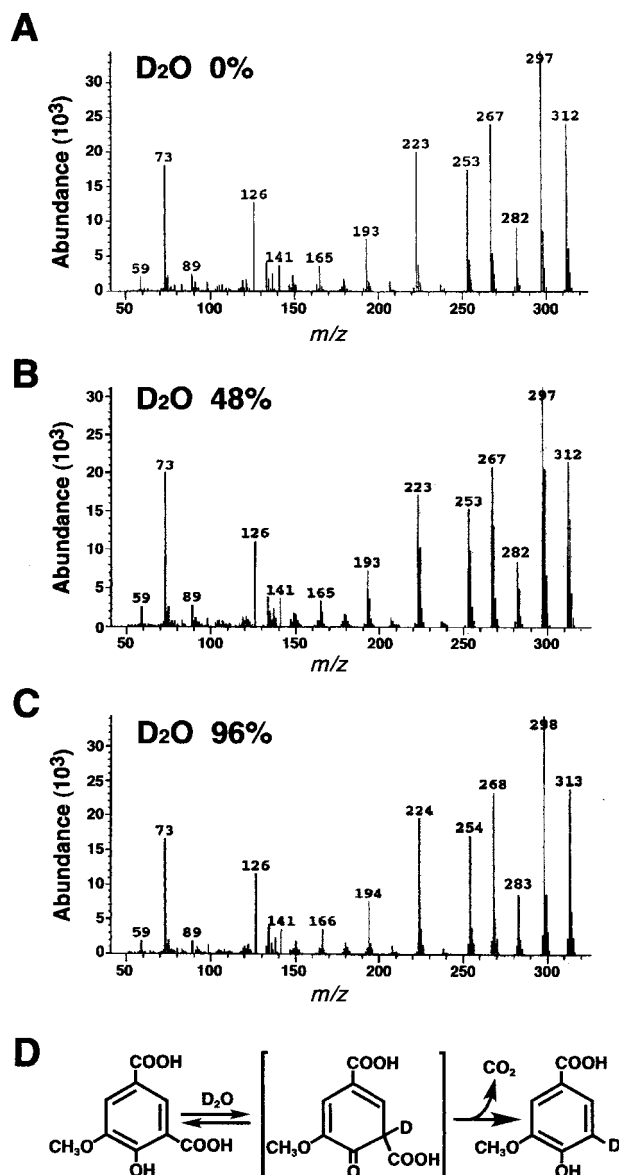 A
D₂O 0%
Abundance (10³)
30
25
20
15
10
5
0
59
73
89
126
141
165
193
223
253
267
282
297
312
50 100 150 200 250 300
m/z
B
D₂O 48%
Abundance (10³)
30
25
20
15
10
5
0
59
73
89
126
141
165
193
223
253
267
282
297
312
50 100 150 200 250 300
m/z
C
D₂O 96%
Abundance (10³)
30
25
20
15
10
5
0
59
73
89
126
141
166
194
224
254
268
283
298
313
50 100 150 200 250 300
m/z
D
COOH COOH CO₂ COOH
D₂O
D
CH₃O COOH CH₃O COOH CH₃O D
OH O OH